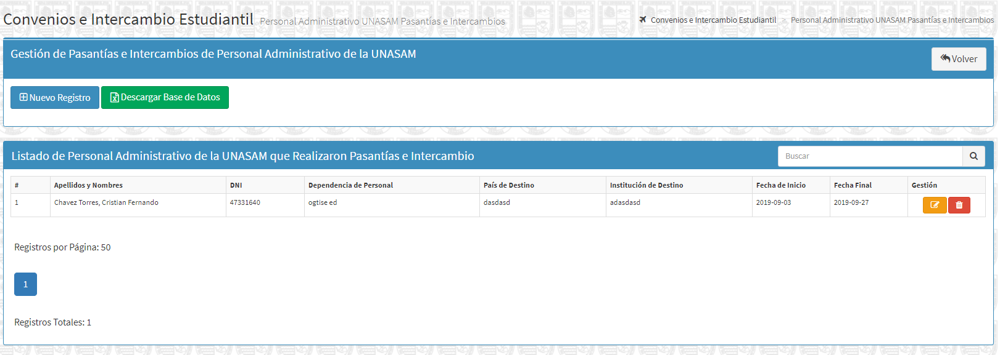 Convenios e Intercambio Estudiantil Personal Administrativo UNASAM Pasantías e Intercambios
Convenios e Intercambio Estudiantil > Personal Administrativo UNASAM Pasantías e Intercambios
Gestión de Pasantías e Intercambios de Personal Administrativo de la UNASAM
Volver
Nuevo Registro
Descargar Base de Datos
Listado de Personal Administrativo de la UNASAM que Realizaron Pasantías e Intercambio
Buscar
# Apellidos y Nombres DNI Dependencia de Personal País de Destino Institución de Destino Fecha de Inicio Fecha Final Gestión
1 Chavez Torres, Cristian Fernando 47331640 ogtise ed dasdasd adasdasd 2019-09-03 2019-09-27
Registros por Página: 50
1
Registros Totales: 1